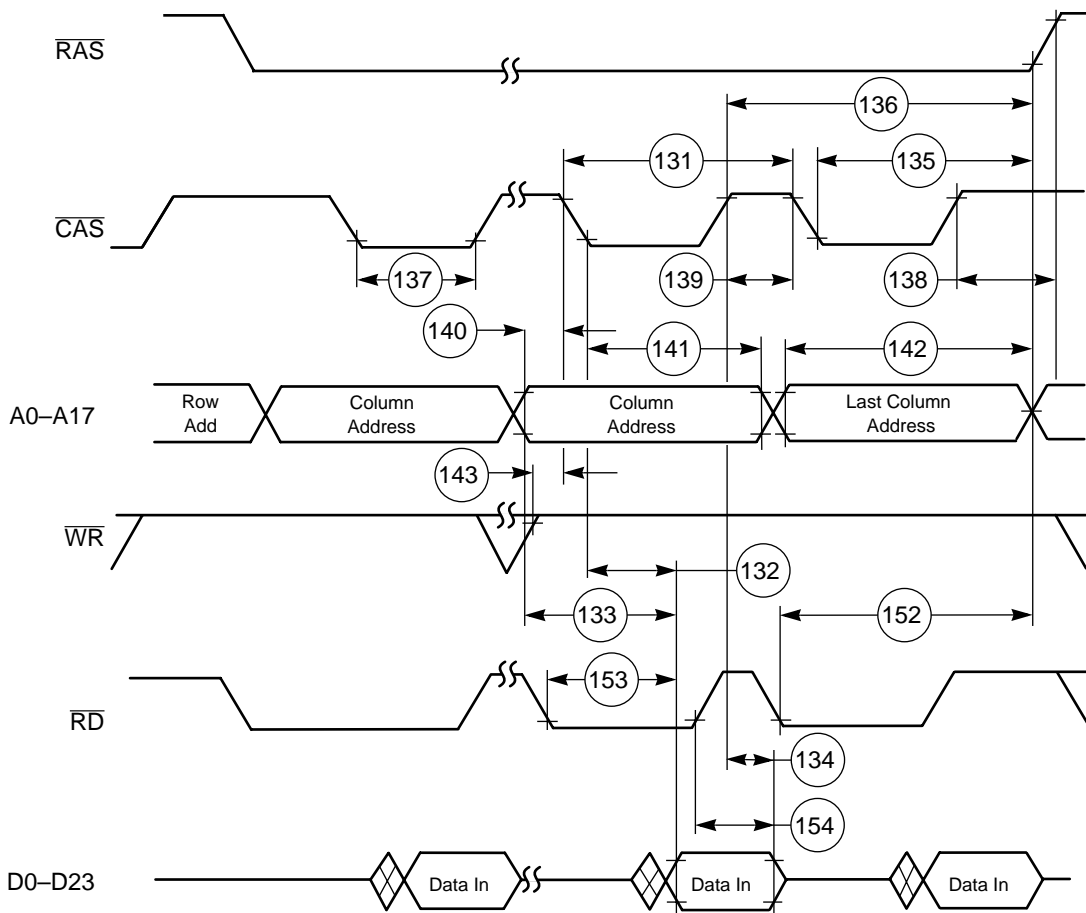 RAS
136
131
135
CAS
137
139
138
140
141
142
A0–A17
Row
Add
Column
Address
Column
Address
Last Column
Address
143
WR
132
133
152
153
RD
134
154
D0–D23
Data In
Data In
Data In